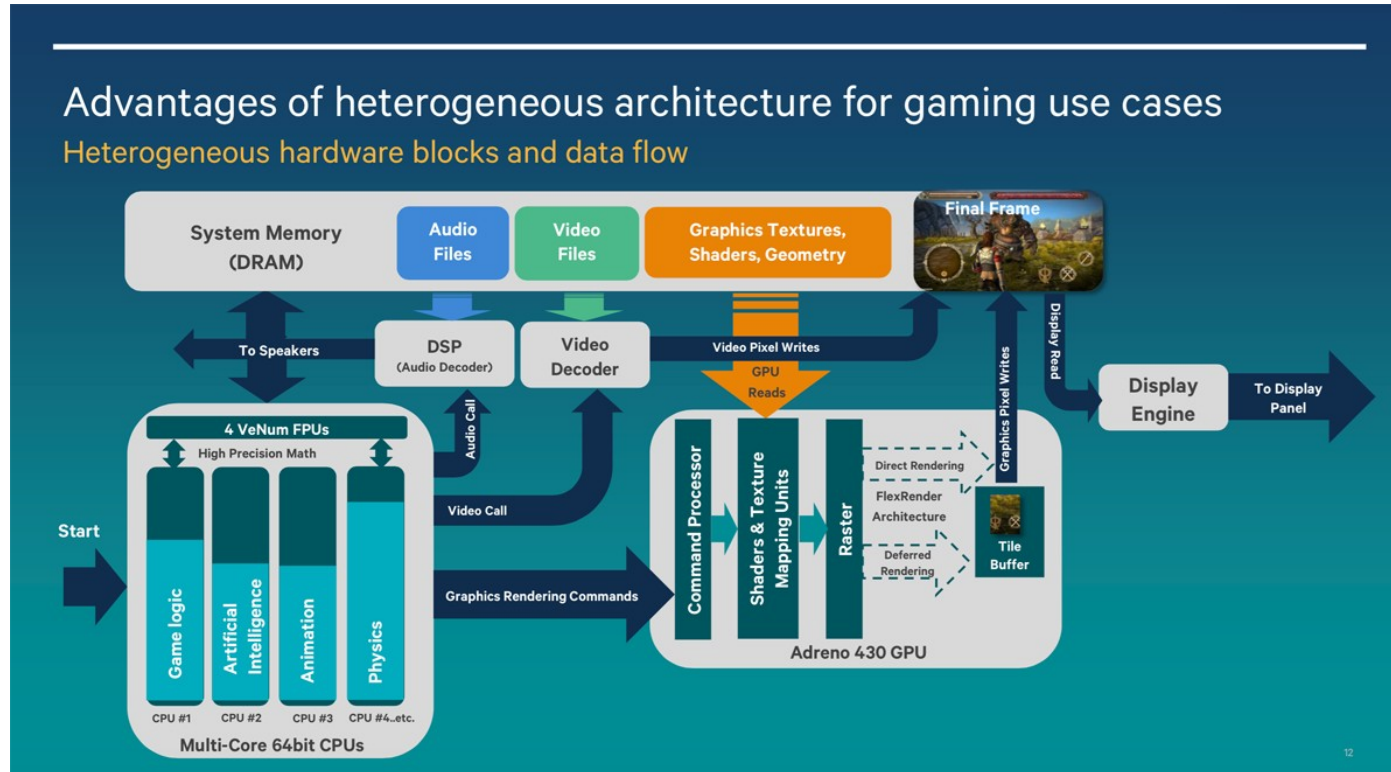 Advantages of heterogeneous architecture for gaming use cases
Heterogeneous hardware blocks and data flow
System Memory
(DRAM)
Audio
Files
Video
Files
Graphics Textures,
Shaders, Geometry
Final Frame
To Speakers
DSP
(Audio Decoder)
Video
Decoder
Video Pixel Writes
GPU
Reads
Graphics Pixel Writes
Display Read
Display
Engine
To Display
Panel
Start
4 VeNum FPUs
High Precision Math
Game logic
Artificial
Intelligence
Animation
Physics
CPU #1
CPU #2
CPU #3
CPU #4..etc.
Multi-Core 64bit CPUs
Audio Call
Video Call
Graphics Rendering Commands
Command Processor
Shaders & Texture
Mapping Units
Raster
Direct Rendering
FlexRender
Architecture
Deferred
Rendering
Tile
Buffer
Adreno 430 GPU
12